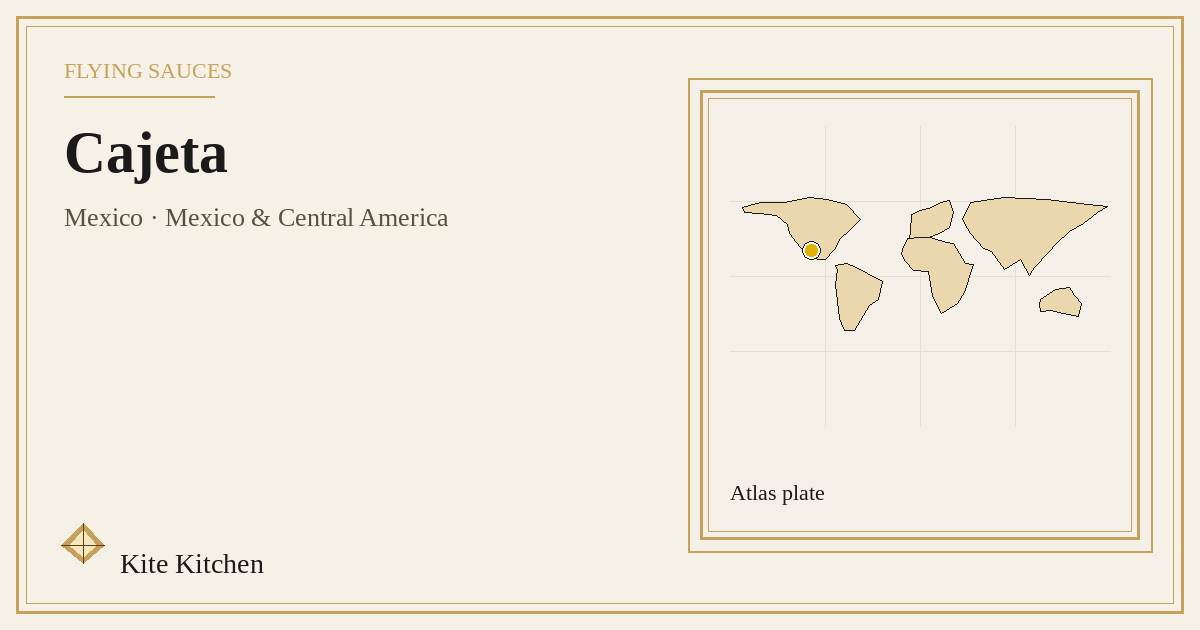 FLYING SAUCES
Cajeta
Mexico · Mexico & Central America
Atlas plate
Kite Kitchen